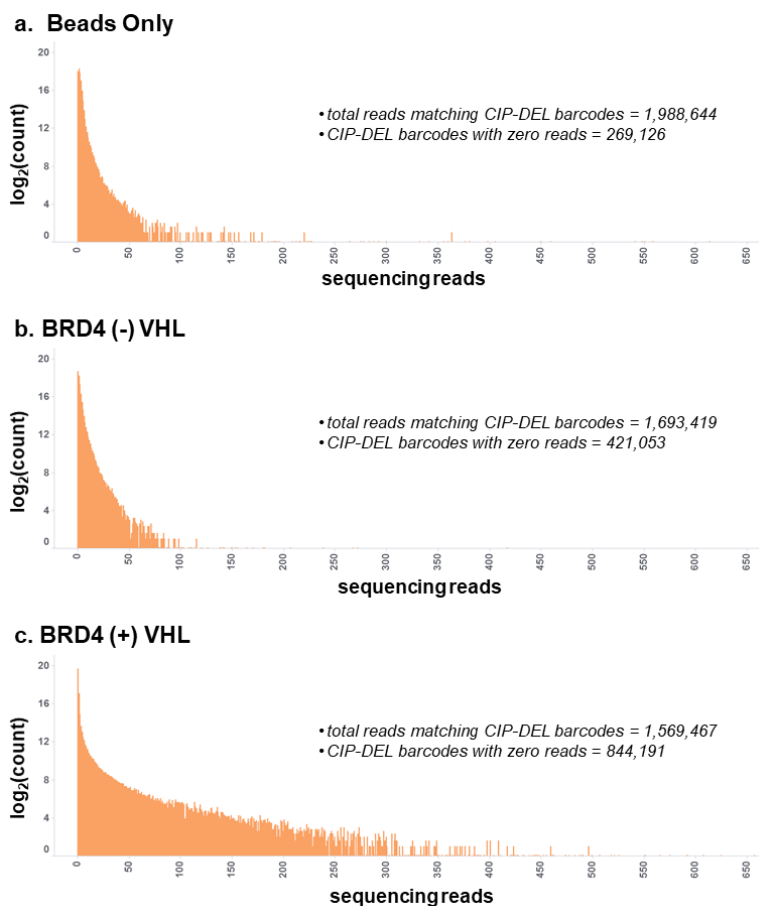 a. Beads Only
20
16
12
8
4
0
log2(count)
• total reads matching CIP-DEL barcodes = 1,988,644
• CIP-DEL barcodes with zero reads = 269,126
0 50 100 150 200 250 300 350 400 450 500 550 600 650
sequencing reads
b. BRD4 (-) VHL
20
16
12
8
4
0
log2(count)
• total reads matching CIP-DEL barcodes = 1,693,419
• CIP-DEL barcodes with zero reads = 421,053
0 50 100 150 200 250 300 350 400 450 500 550 600 650
sequencing reads
c. BRD4 (+) VHL
20
16
12
8
4
0
log2(count)
• total reads matching CIP-DEL barcodes = 1,569,467
• CIP-DEL barcodes with zero reads = 844,191
0 50 100 150 200 250 300 350 400 450 500 550 600 650
sequencing reads